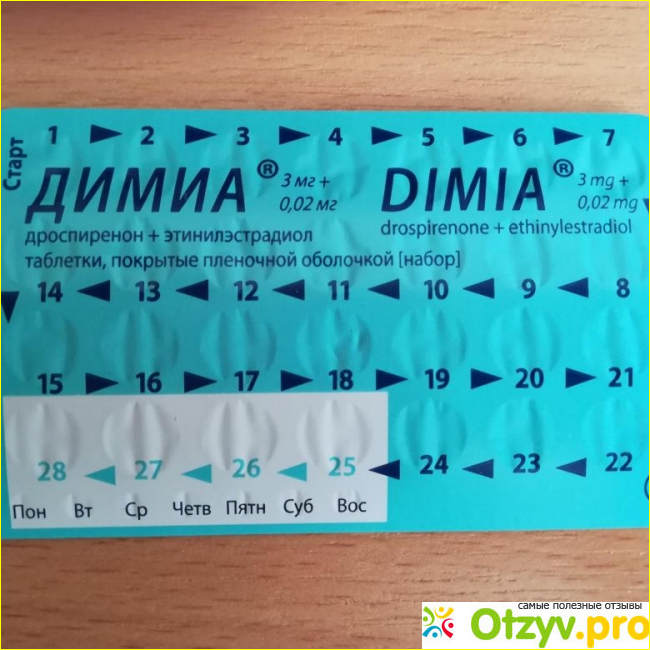 Старт
1 2 3 4 5 6 7
ДИМИА® 3 мг + 0,02 мг
дроспиренон + этинилэстрадиол
таблетки, покрытые пленочной оболочкой [набор]
DIMIA® 3 mg + 0,02 mg
drospirenone + ethinylestradiol
14 13 12 11 10 9 8
15 16 17 18 19 20 21
28 27 26 25 24 23 22
Пон Вт Ср Четв Пятн Суб Вос
самые полезные отзывы
Otzyv.pro